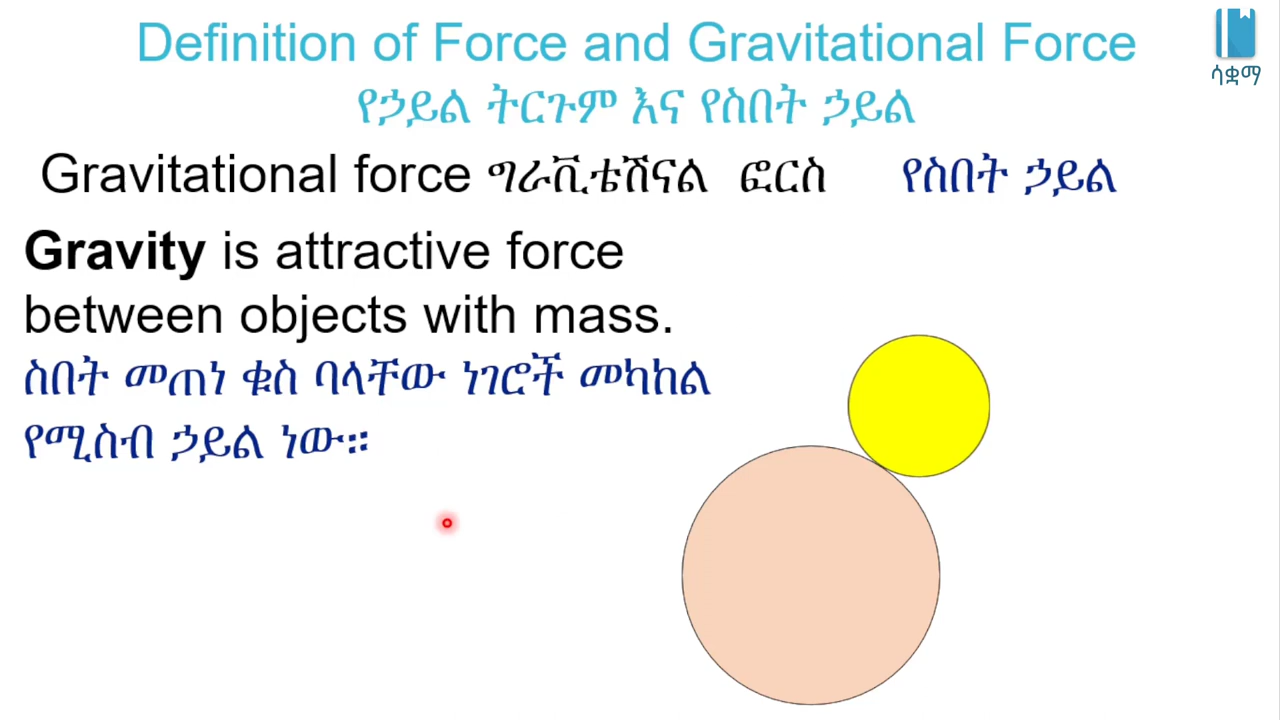 Definition of Force and Gravitational Force
የኃይል ትርጉም እና የስበት ኃይል
ሳቋማ
Gravitational force ግራቪቴሽናል ፎርስ የስበት ኃይል
Gravity is attractive force
between objects with mass.
ስበት መጠነ ቁስ ባላቸው ነገሮች መካከል
የሚስብ ኃይል ነው።